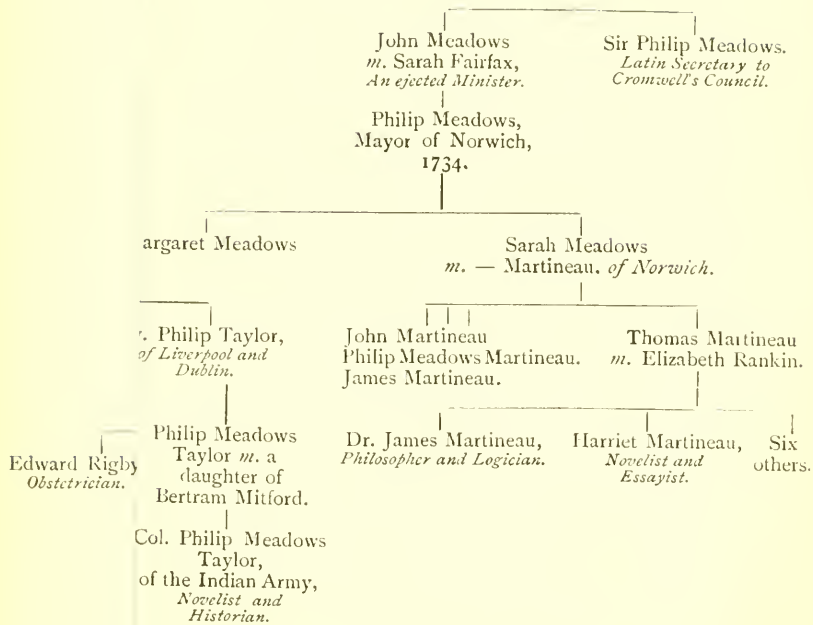 John Meadows
m. Sarah Fairfax,
An ejected Minister.
Sir Philip Meadows.
Latin Secretary to
Cromwell's Council.
Philip Meadows,
Mayor of Norwich,
1734.
argaret Meadows
Sarah Meadows
m. — Martineau. of Norwich.
r. Philip Taylor,
of Liverpool and
Dublin.
John Martineau
Philip Meadows Martineau.
James Martineau.
Thomas Martineau
m. Elizabeth Rankin.
Edward Rigby
Obstetrician.
Philip Meadows
Taylor m. a
daughter of
Bertram Mitford.
Dr. James Martineau,
Philosopher and Logician.
Harriet Martineau,
Novelist and
Essayist.
Six
others.
Col. Philip Meadows
Taylor,
of the Indian Army,
Novelist and
Historian.